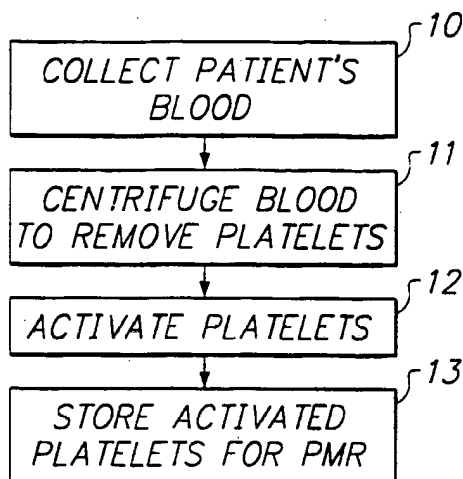 10
COLLECT PATIENT'S
BLOOD
11
CENTRIFUGE BLOOD
TO REMOVE PLATELETS
12
ACTIVATE PLATELETS
13
STORE ACTIVATED
PLATELETS FOR PMR